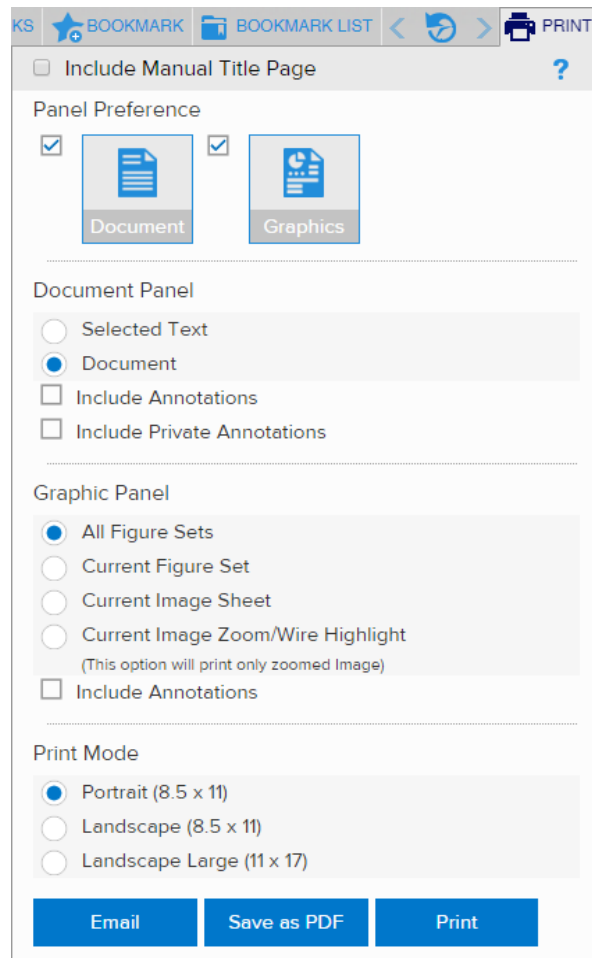 KS BOOKMARK BOOKMARK LIST < > PRINT
Include Manual Title Page ?
Panel Preference
Document Graphics
Document Panel
Selected Text
Document
Include Annotations
Include Private Annotations
Graphic Panel
All Figure Sets
Current Figure Set
Current Image Sheet
Current Image Zoom/Wire Highlight
(This option will print only zoomed Image)
Include Annotations
Print Mode
Portrait (8.5 x 11)
Landscape (8.5 x 11)
Landscape Large (11 x 17)
Email Save as PDF Print